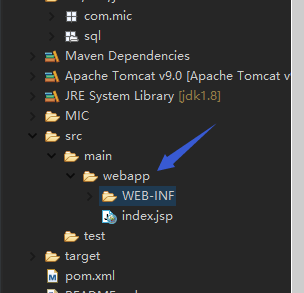 com.mic
sql
Maven Dependencies
Apache Tomcat v9.0 [Apache Tomcat v
JRE System Library [jdk1.8]
MIC
src
main
webapp
WEB-INF
index.jsp
test
target
pom.xml